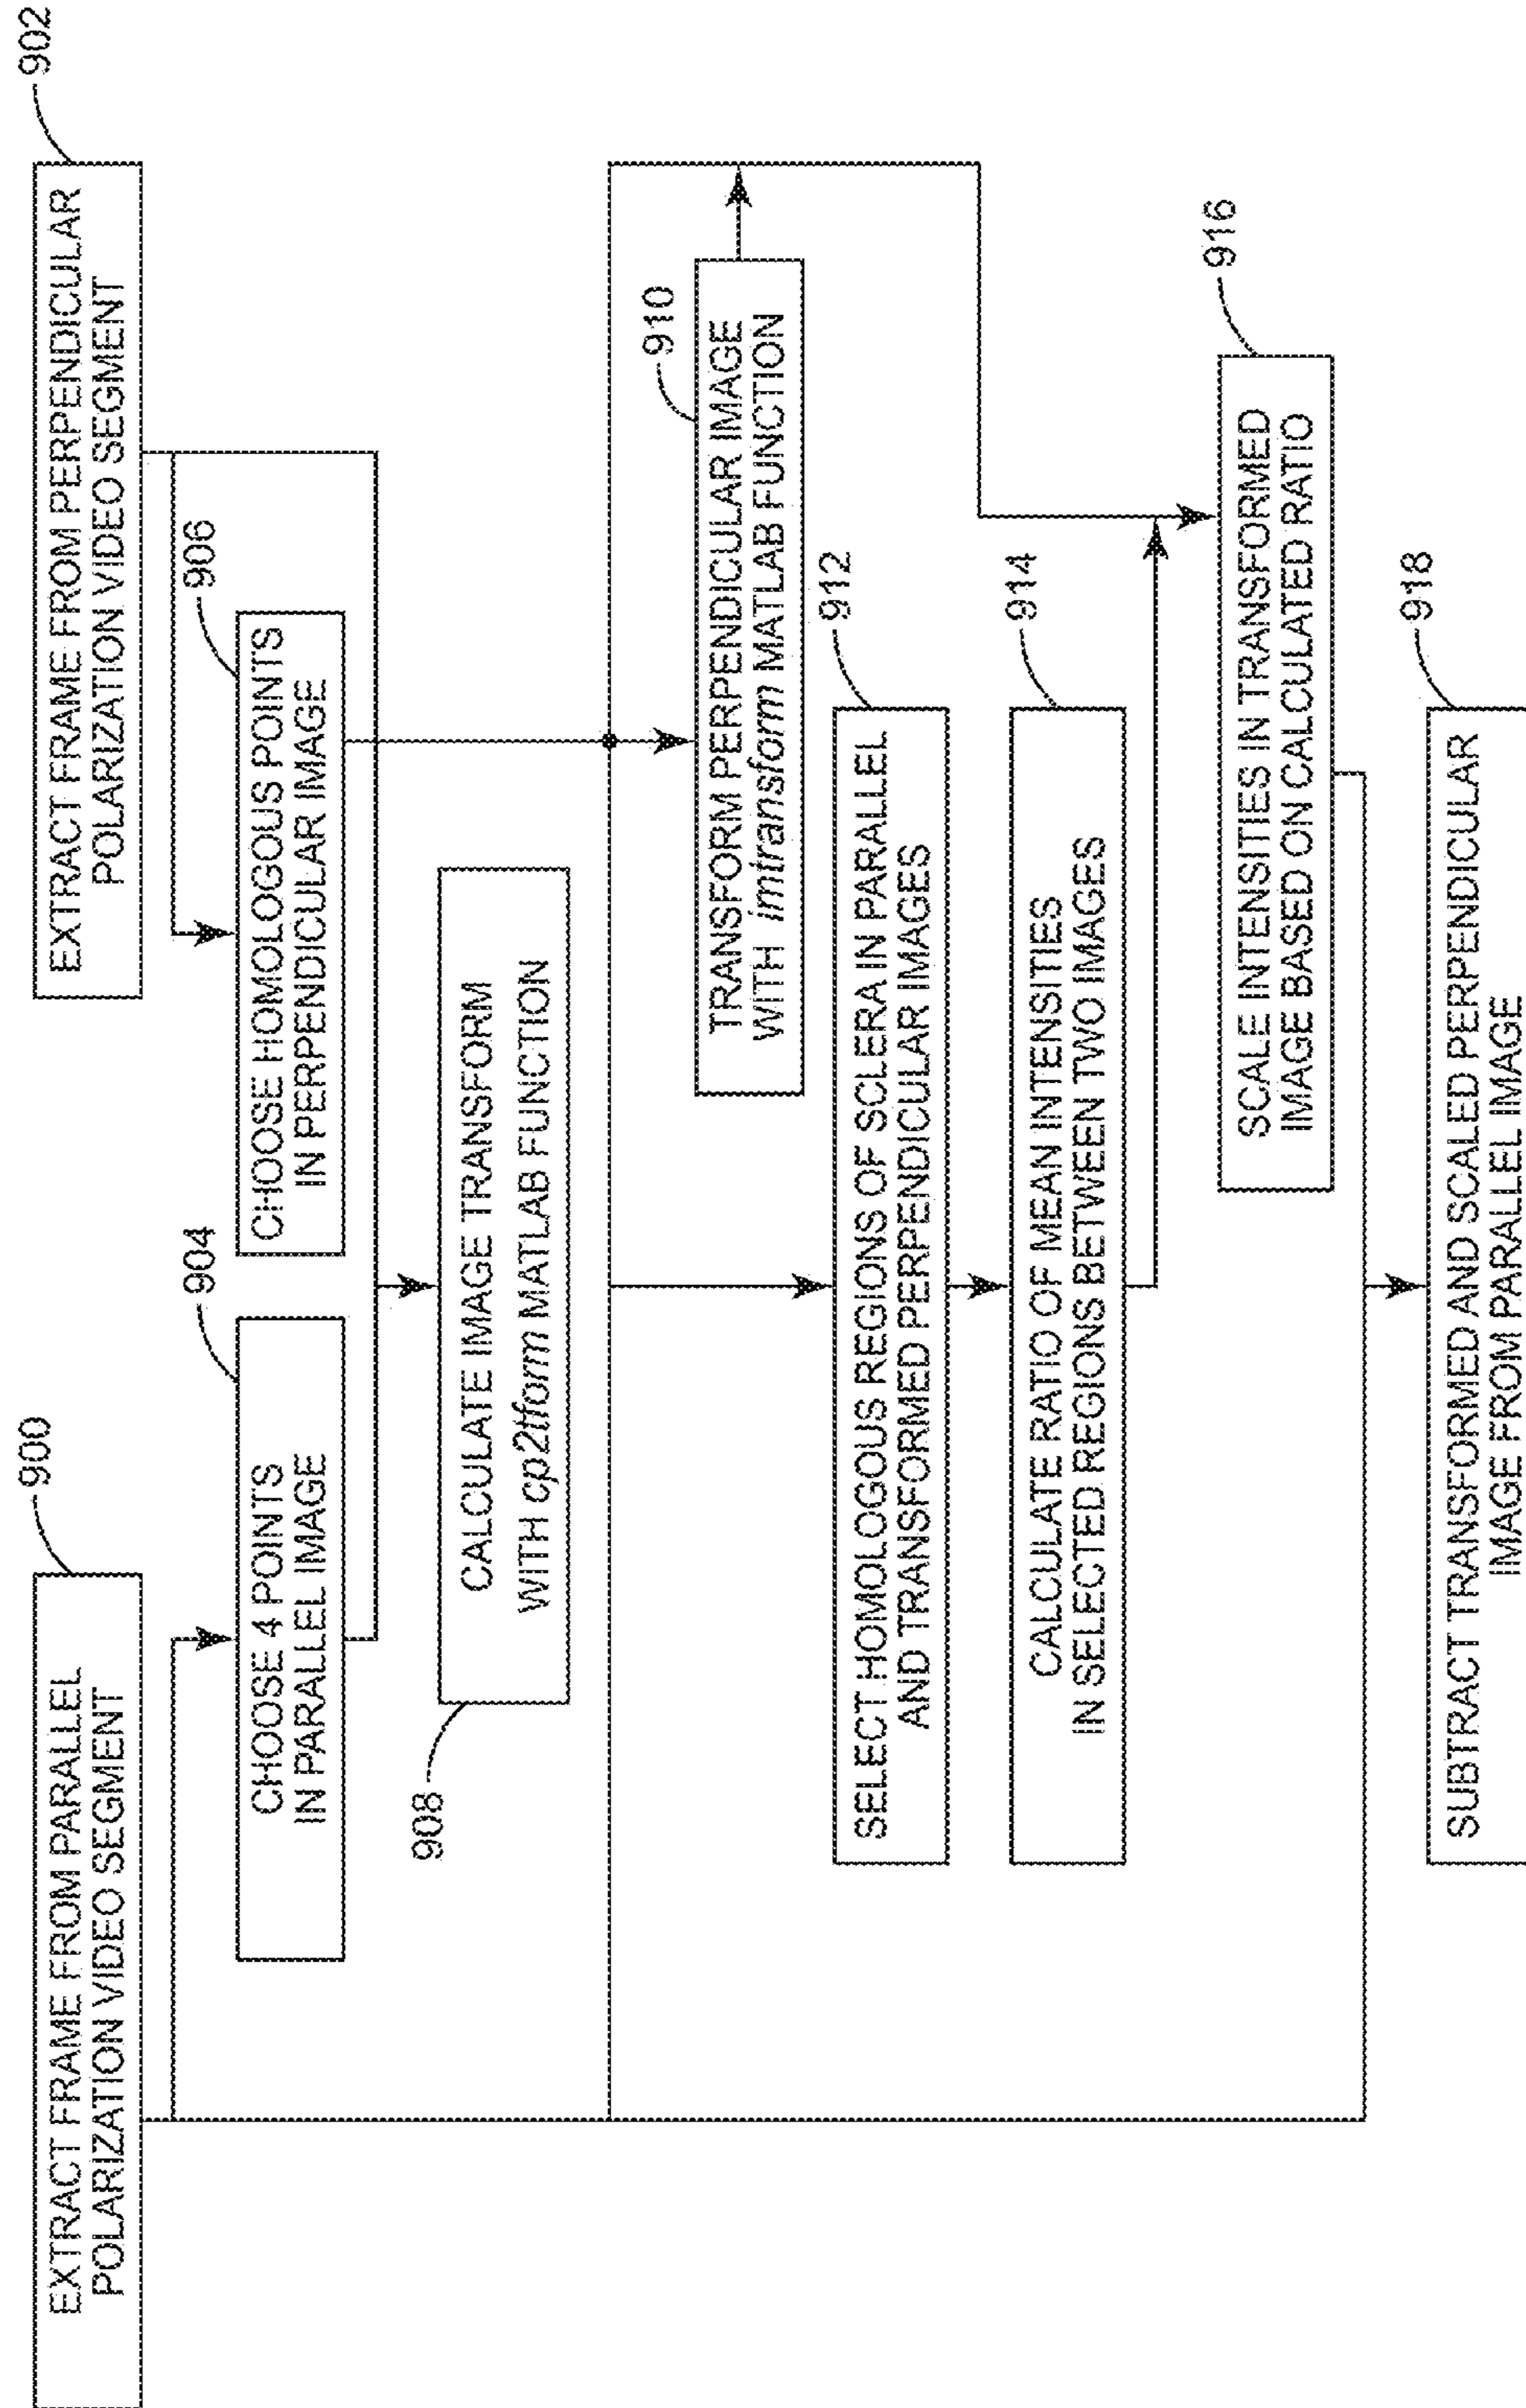 900
EXTRACT FRAME FROM PARALLEL
POLARIZATION VIDEO SEGMENT
902
EXTRACT FRAME FROM PERPENDICULAR
POLARIZATION VIDEO SEGMENT
904
CHOOSE 4 POINTS
IN PARALLEL IMAGE
906
CHOOSE HOMOLOGOUS POINTS
IN PERPENDICULAR IMAGE
908
CALCULATE IMAGE TRANSFORM
WITH cp2tform MATLAB FUNCTION
910
TRANSFORM PERPENDICULAR IMAGE
WITH imtransform MATLAB FUNCTION
912
SELECT HOMOLOGOUS REGIONS OF SCLERA IN PARALLEL
AND TRANSFORMED PERPENDICULAR IMAGES
914
CALCULATE RATIO OF MEAN INTENSITIES
IN SELECTED REGIONS BETWEEN TWO IMAGES
916
SCALE INTENSITIES IN TRANSFORMED
IMAGE BASED ON CALCULATED RATIO
918
SUBTRACT TRANSFORMED AND SCALED PERPENDICULAR
IMAGE FROM PARALLEL IMAGE